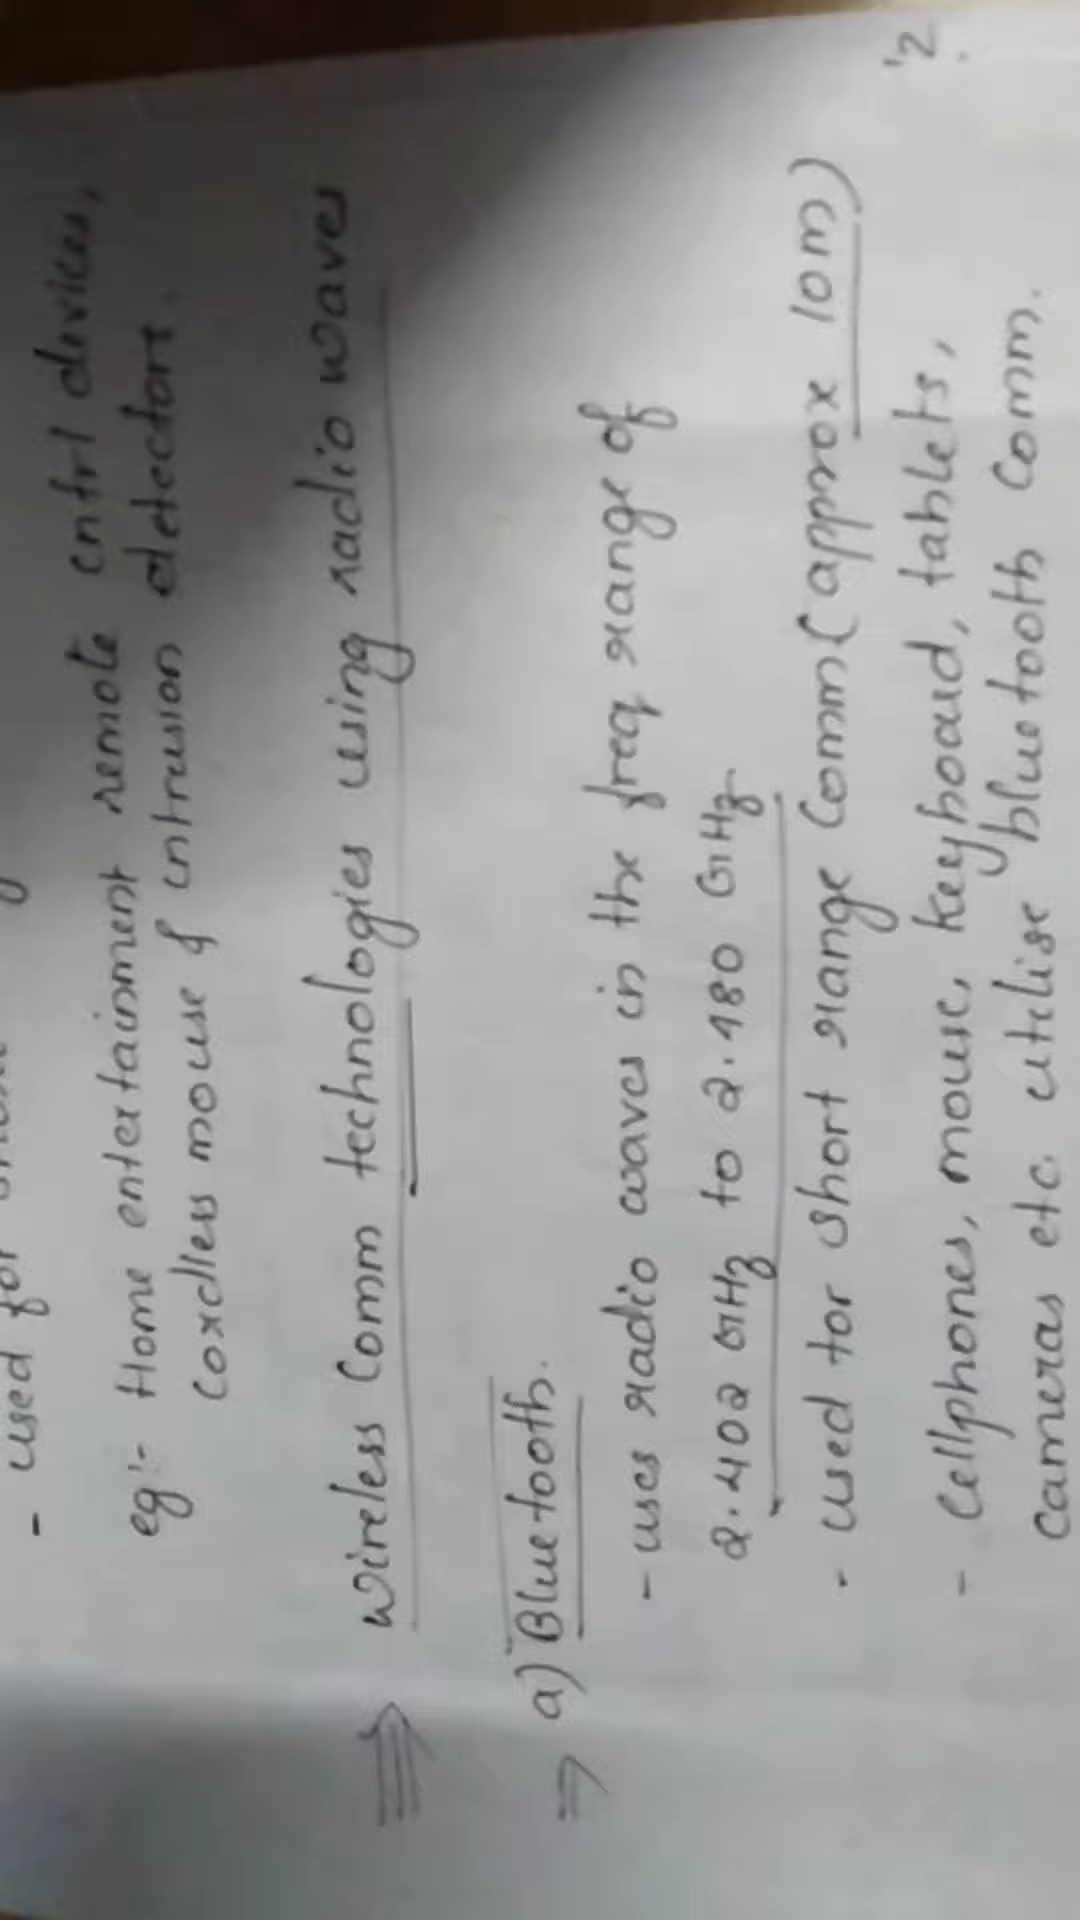 - used for
eg:- Home entertainment remote cntrl devices,
cordless mouse & intrusion detectors.
⇒ wireless Comm technologies using radio waves
⇒ a) Bluetooth.
- uses radio waves in the freq range of
2.402 GHz to 2.480 GHz
- used for short range Comm (approx 10m)
- Cellphones, mouse, keyboard, tablets,
Cameras etc. utilise bluetooth Comm.